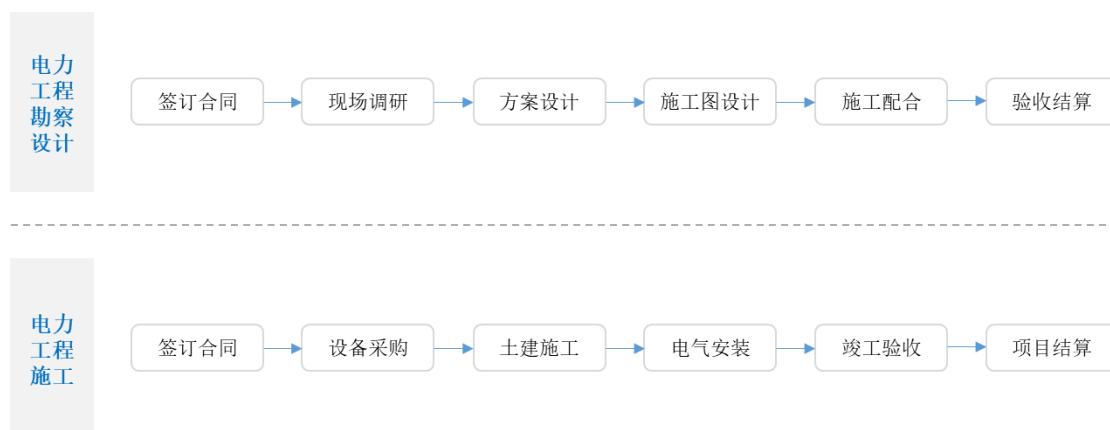 电力
工程
勘察
设计
签订合同
现场调研
方案设计
施工图设计
施工配合
验收结算
电力
工程
施工
签订合同
设备采购
土建施工
电气安装
竣工验收
项目结算